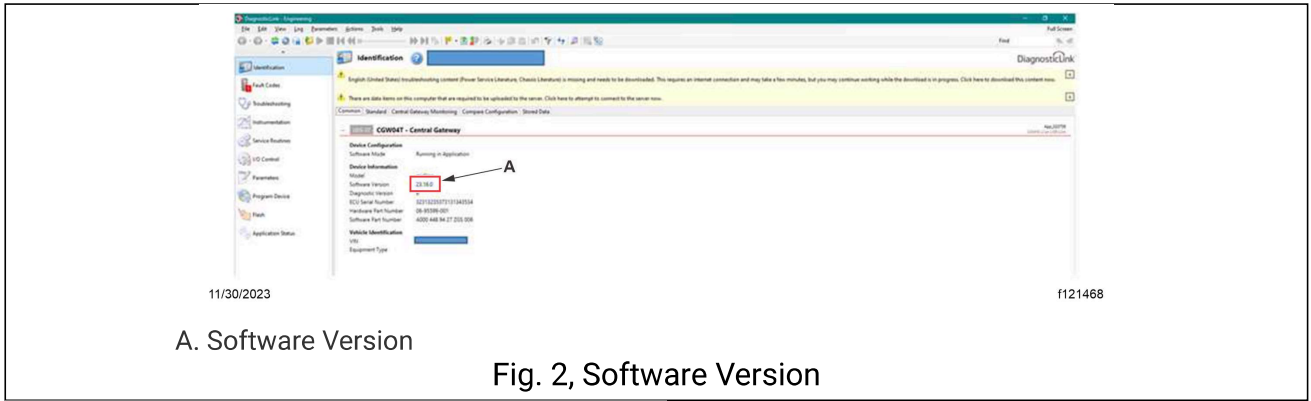 DiagnosticLink - Engineering
File Edit View Log Parameters Actions Tools Help
Full Screen
Find
Identification
DiagnosticLink
Identification
Fault Codes
Troubleshooting
Instrumentation
Service Routines
I/O Control
Parameters
Program Device
Flash
Application Status
English (United States) troubleshooting content (Power Service Literature, Chassis Literature) is missing and needs to be downloaded. This requires an internet connection and may take a few minutes, but you may continue working while the download is in progress. Click here to download this content now.
There are data items on this computer that are required to be uploaded to the server. Click here to attempt to connect to the server now.
Common Standard Central Gateway Monitoring Compare Configuration Stored Data
CGW04T - Central Gateway
Device Configuration
Software Mode Running in Application
Device Information
Model
Software Version 23.16.0
Diagnostic Version
ECU Serial Number
Hardware Part Number
Software Part Number
Vehicle Identification
VIN
Equipment Type
A
11/30/2023
f121468
A. Software Version
Fig. 2, Software Version